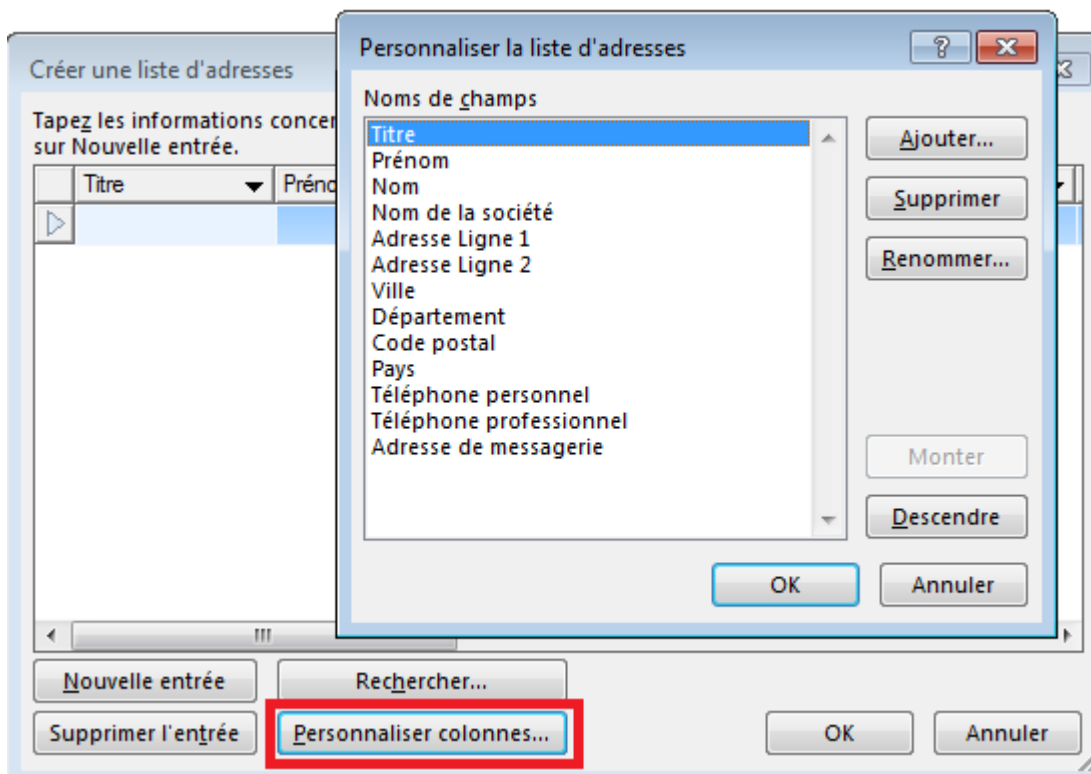 Créer une liste d'adresses
Tapez les informations concer
sur Nouvelle entrée.
Titre
Personnaliser la liste d'adresses
Noms de champs
Titre
Prénom
Nom
Nom de la société
Adresse Ligne 1
Adresse Ligne 2
Ville
Département
Code postal
Pays
Téléphone personnel
Téléphone professionnel
Adresse de messagerie
Ajouter...
Supprimer
Renommer...
Monter
Descendre
OK Annuler
Nouvelle entrée Rechercher...
Supprimer l'entrée Personnaliser colonnes... OK Annuler